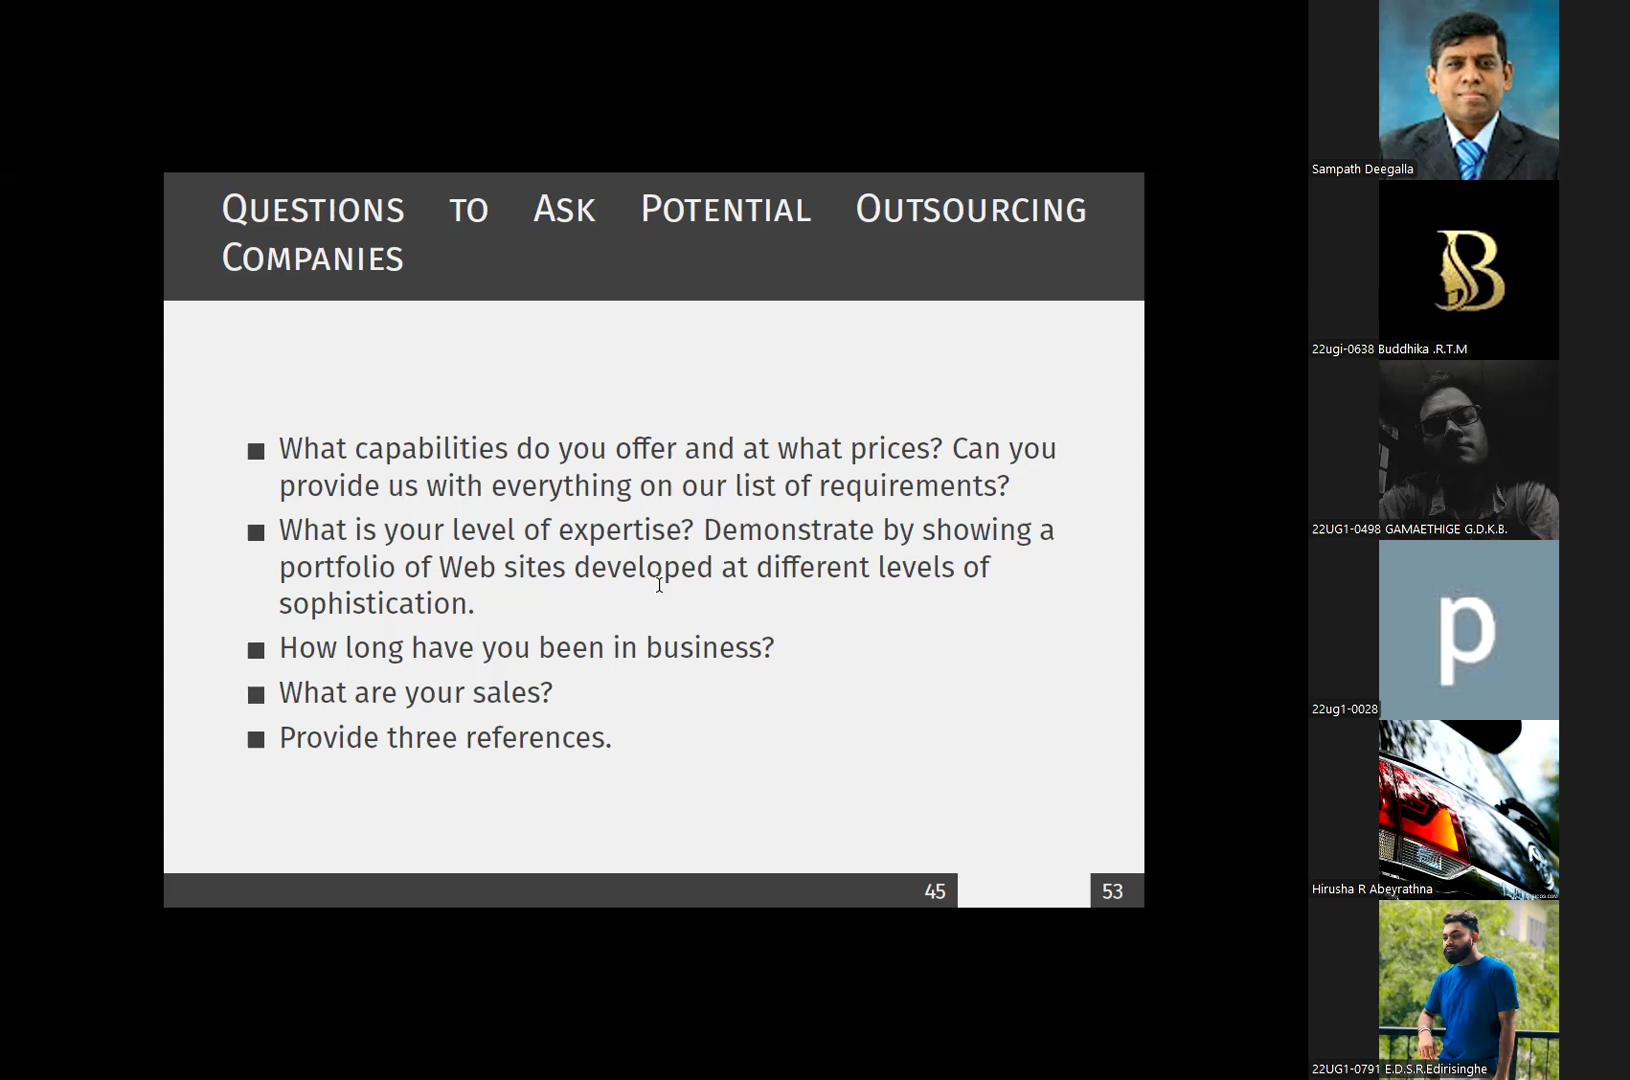 Questions to Ask Potential Outsourcing
Companies
What capabilities do you offer and at what prices? Can you
provide us with everything on our list of requirements?
What is your level of expertise? Demonstrate by showing a
portfolio of Web sites developed at different levels of
sophistication.
How long have you been in business?
What are your sales?
Provide three references.
45
53
Sampath Deegalla
B
22ugi-0638 Buddhika .R.T.M
22UG1-0498 GAMAETHIGE G.D.K.B.
p
22ug1-0028
Hirusha R Abeyrathna
22UG1-0791 E.D.S.R.Edirisinghe